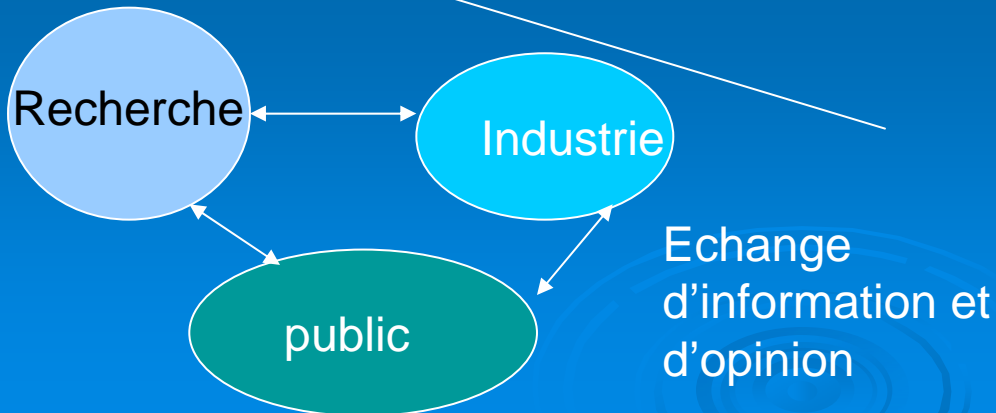 Recherche
Industrie
public
Echange
d'information et
d'opinion